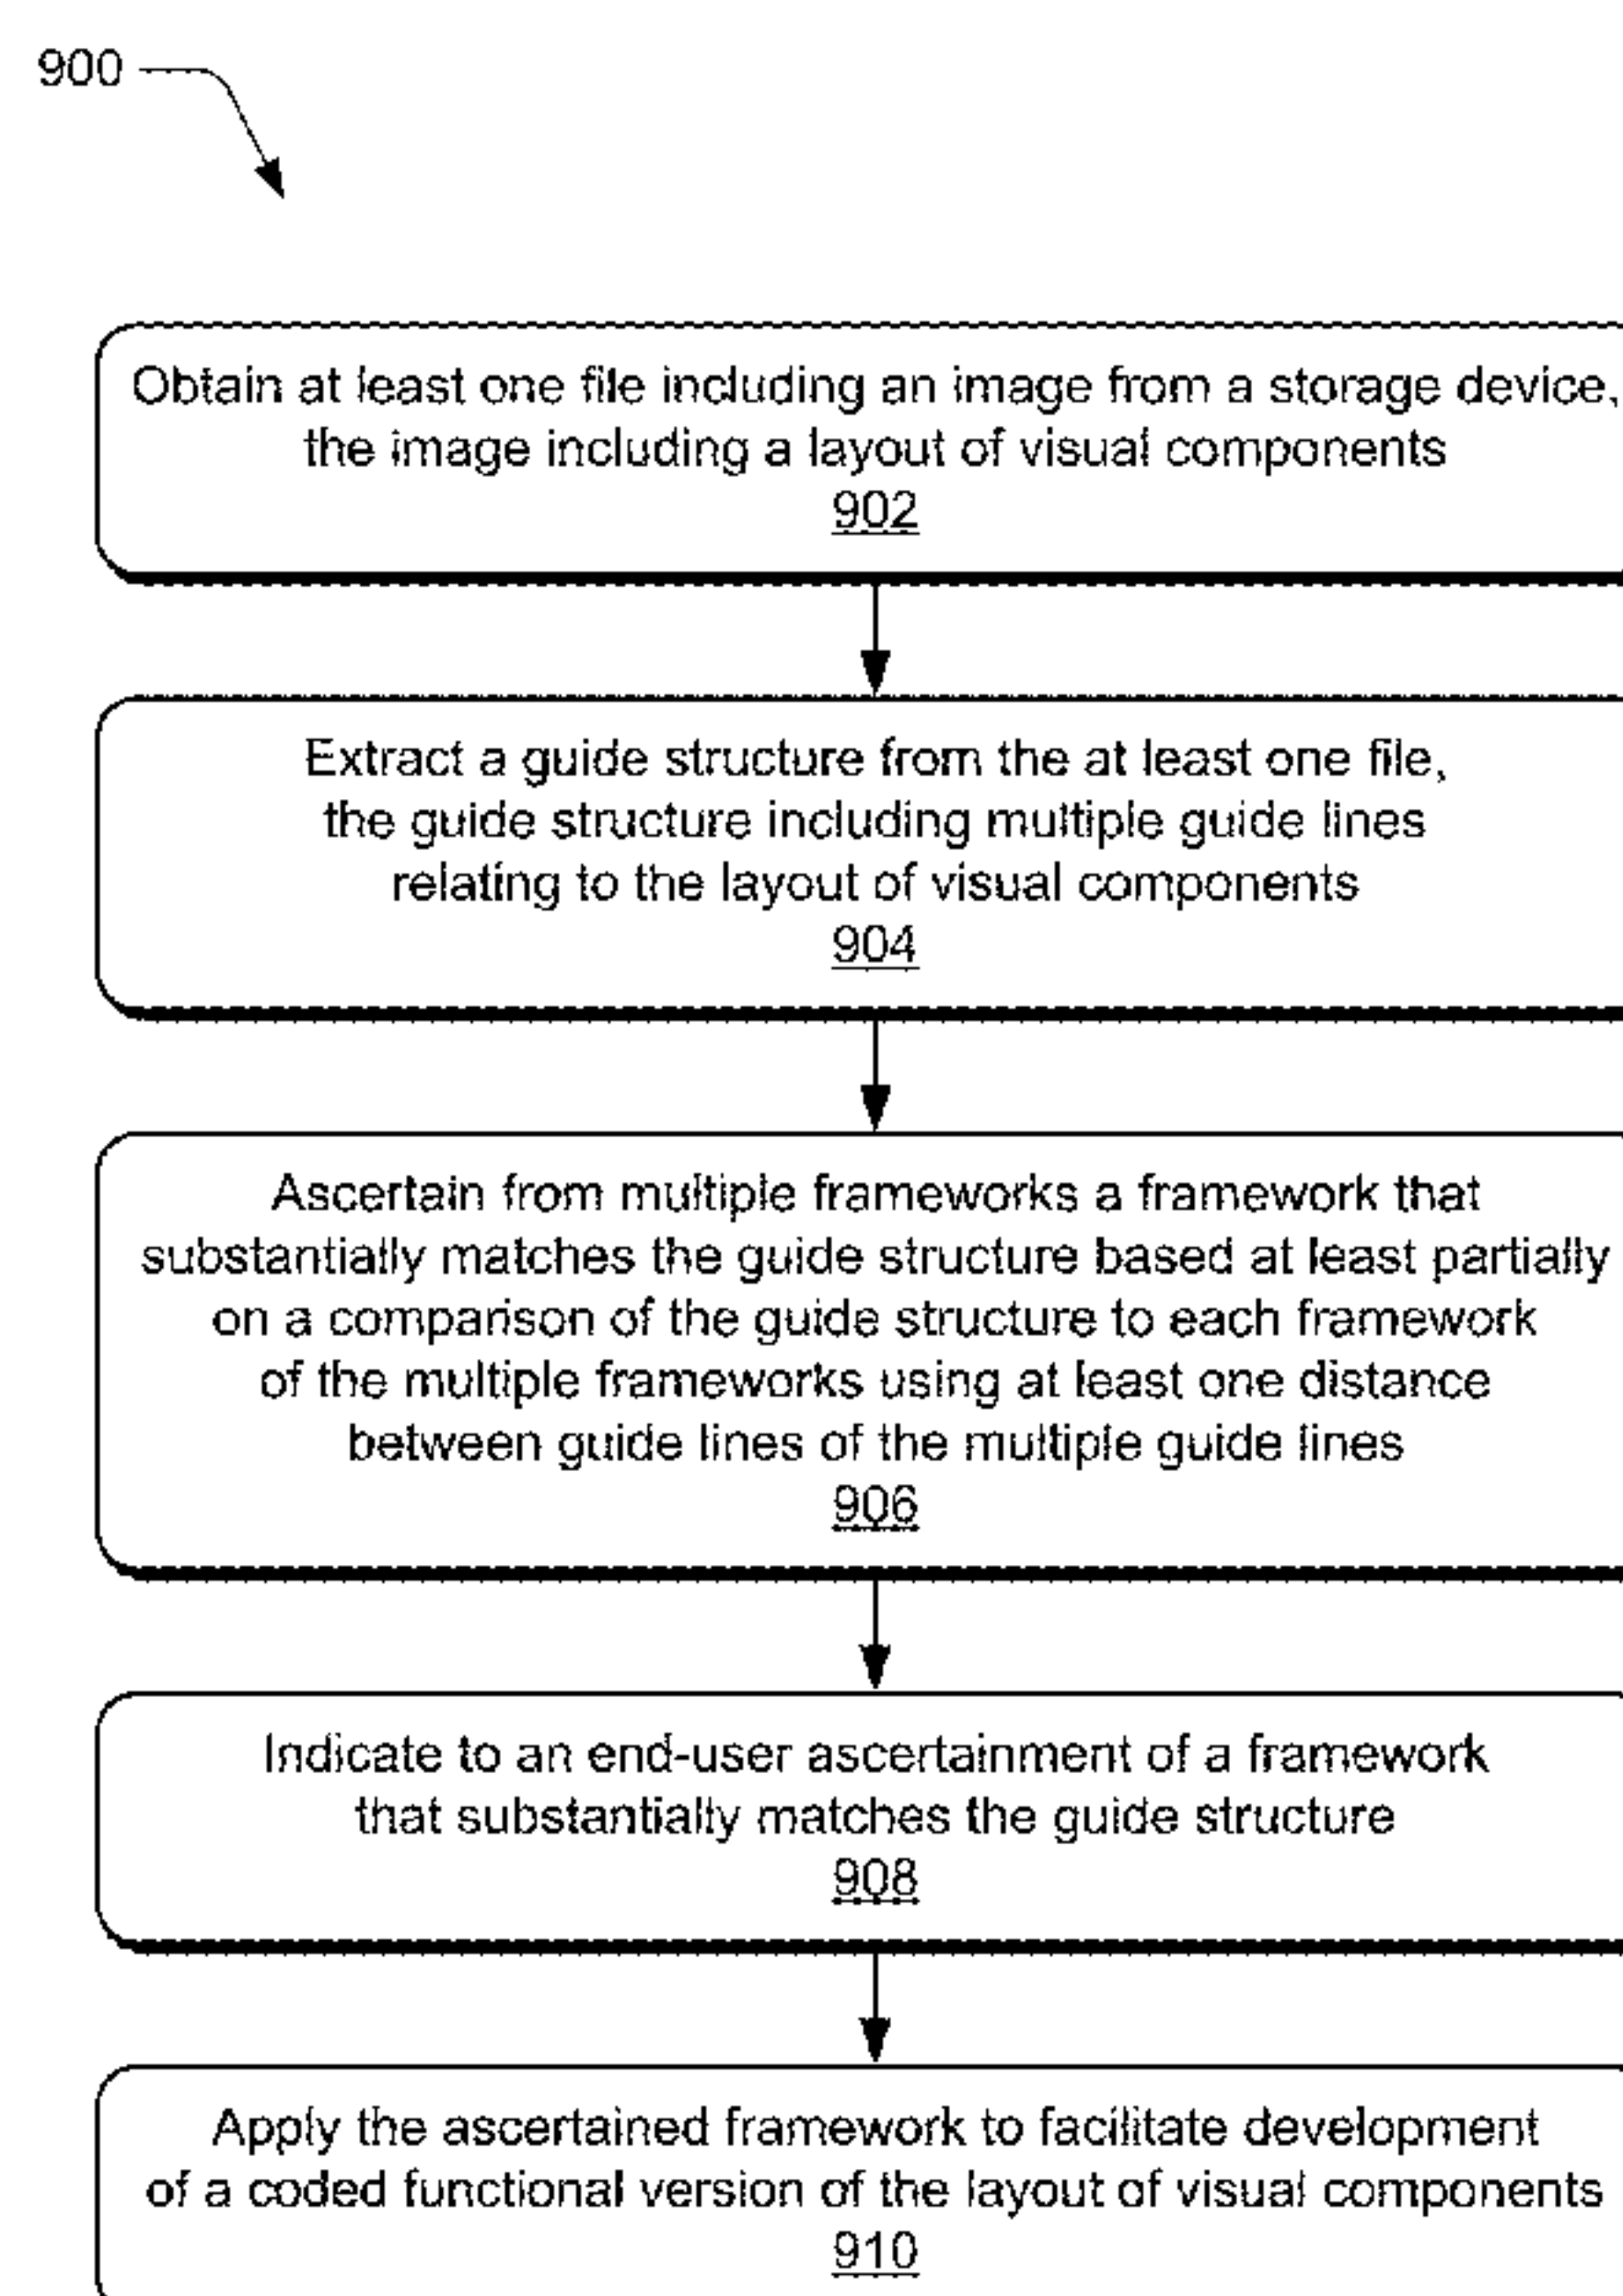 900
Obtain at least one file including an image from a storage device,
the image including a layout of visual components
902
Extract a guide structure from the at least one file,
the guide structure including multiple guide lines
relating to the layout of visual components
904
Ascertain from multiple frameworks a framework that
substantially matches the guide structure based at least partially
on a comparison of the guide structure to each framework
of the multiple frameworks using at least one distance
between guide lines of the multiple guide lines
906
Indicate to an end-user ascertainment of a framework
that substantially matches the guide structure
908
Apply the ascertained framework to facilitate development
of a coded functional version of the layout of visual components
910